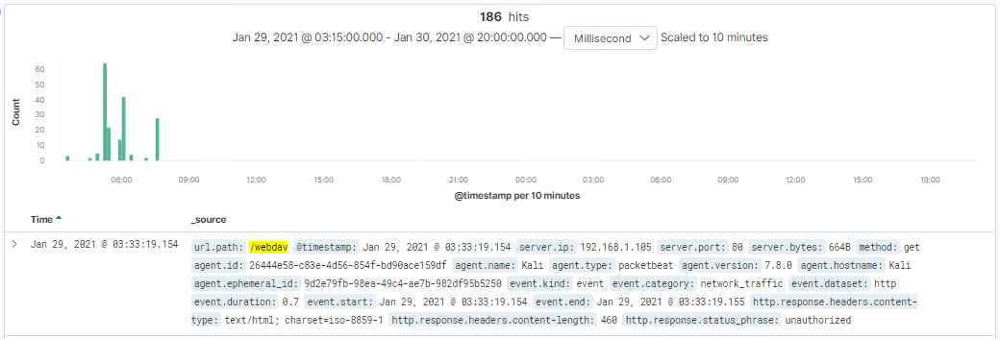 186 hits
Jan 29, 2021 @ 03:15:00.000 - Jan 30, 2021 @ 20:00:00.000 — Millisecond Scaled to 10 minutes
Count
60
50
40
30
20
10
0
06:00 09:00 12:00 15:00 18:00 21:00 00:00 03:00 06:00 09:00 12:00 15:00 18:00
@timestamp per 10 minutes
Time _source
Jan 29, 2021 @ 03:33:19.154 url.path: /webdav @timestamp: Jan 29, 2021 @ 03:33:19.154 server.ip: 192.168.1.105 server.port: 80 server.bytes: 664B method: get
agent.id: 26444e58-c83e-4d56-854f-bd90ace159df agent.name: Kali agent.type: packetbeat agent.version: 7.8.0 agent.hostname: Kali
agent.ephemeral_id: 9d2e79fb-98ea-49c4-ae7b-982df95b5250 event.kind: event event.category: network_traffic event.dataset: http
event.duration: 0.7 event.start: Jan 29, 2021 @ 03:33:19.154 event.end: Jan 29, 2021 @ 03:33:19.155 http.response.headers.content-
type: text/html; charset=iso-8859-1 http.response.headers.content-length: 460 http.response.status_phrase: unauthorized